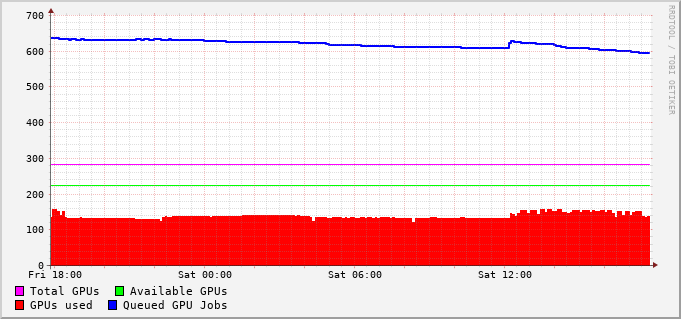 700
600
500
400
300
200
100
0
Fri 18:00 Sat 00:00 Sat 06:00 Sat 12:00
Total GPUs Available GPUs
GPUs used Queued GPU Jobs
RRDTOOL / TOBI OETIKER